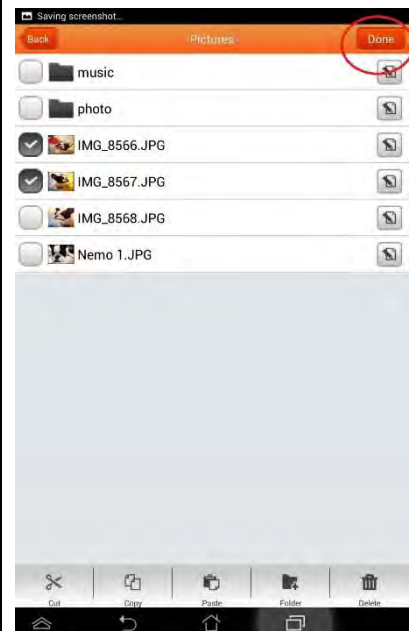 Saving screenshot...
Back Pictures Done
music
photo
IMG_8566.JPG
IMG_8567.JPG
IMG_8568.JPG
Nemo 1.JPG
Cut Copy Paste Folder Delete